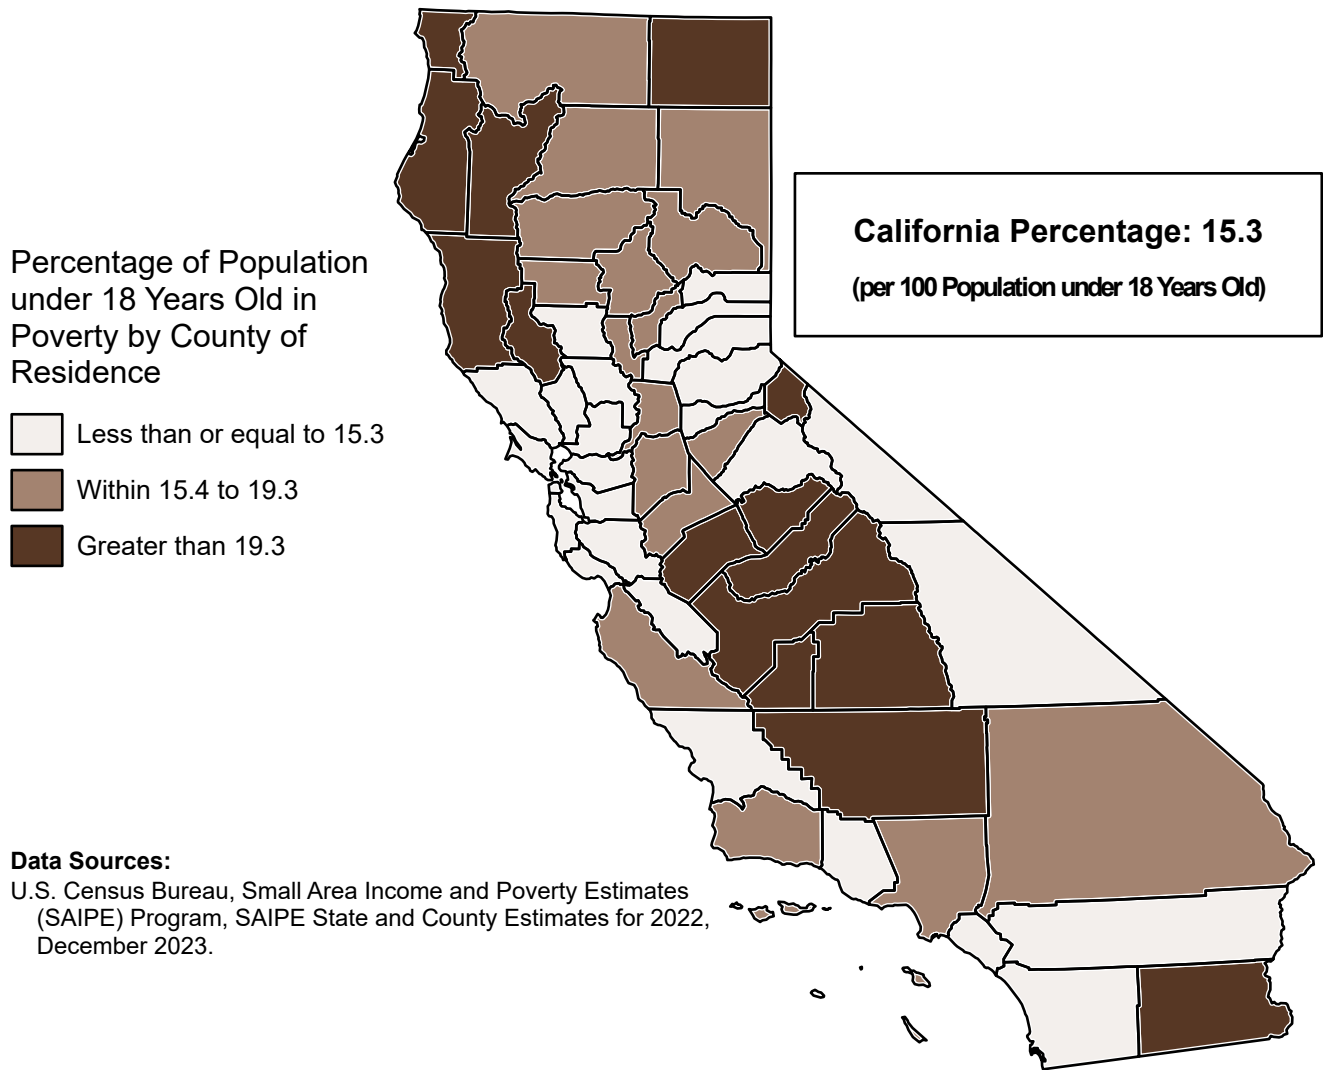 California Percentage: 15.3
(per 100 Population under 18 Years Old)
Percentage of Population
under 18 Years Old in
Poverty by County of
Residence
Less than or equal to 15.3
Within 15.4 to 19.3
Greater than 19.3
Data Sources:
U.S. Census Bureau, Small Area Income and Poverty Estimates
(SAIPE) Program, SAIPE State and County Estimates for 2022,
December 2023.